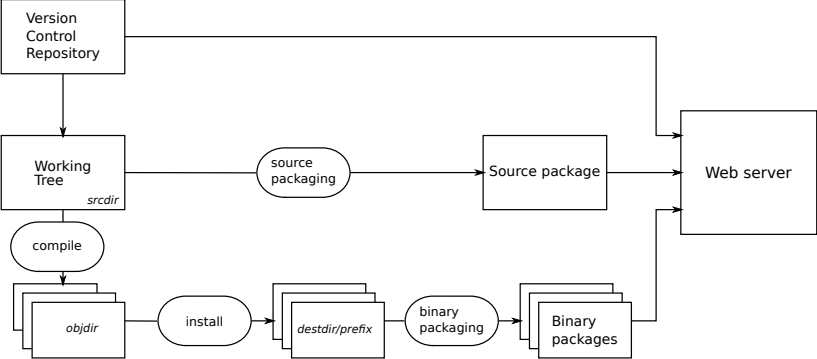 Version
Control
Repository
Working
Tree
srcdir
source
packaging
Source package
Web server
compile
objdir
install
destdir/prefix
binary
packaging
Binary
packages